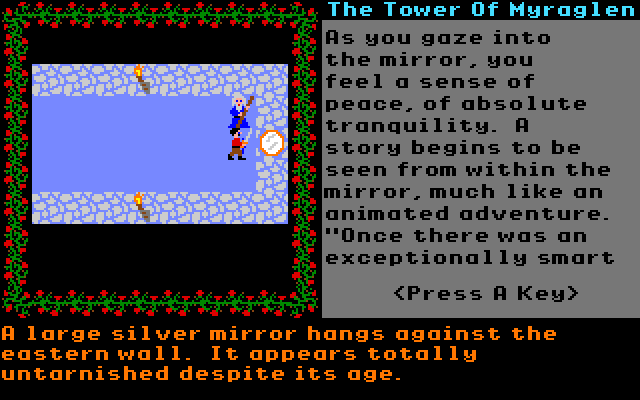 The Tower Of Myraglen
As you gaze into
the mirror, you
feel a sense of
peace, of absolute
tranquility.  A
story begins to be
seen from within the
mirror, much like an
animated adventure.
"Once there was an
exceptionally smart
<Press A Key>
A large silver mirror hangs against the
eastern wall.  It appears totally
untarnished despite its age.